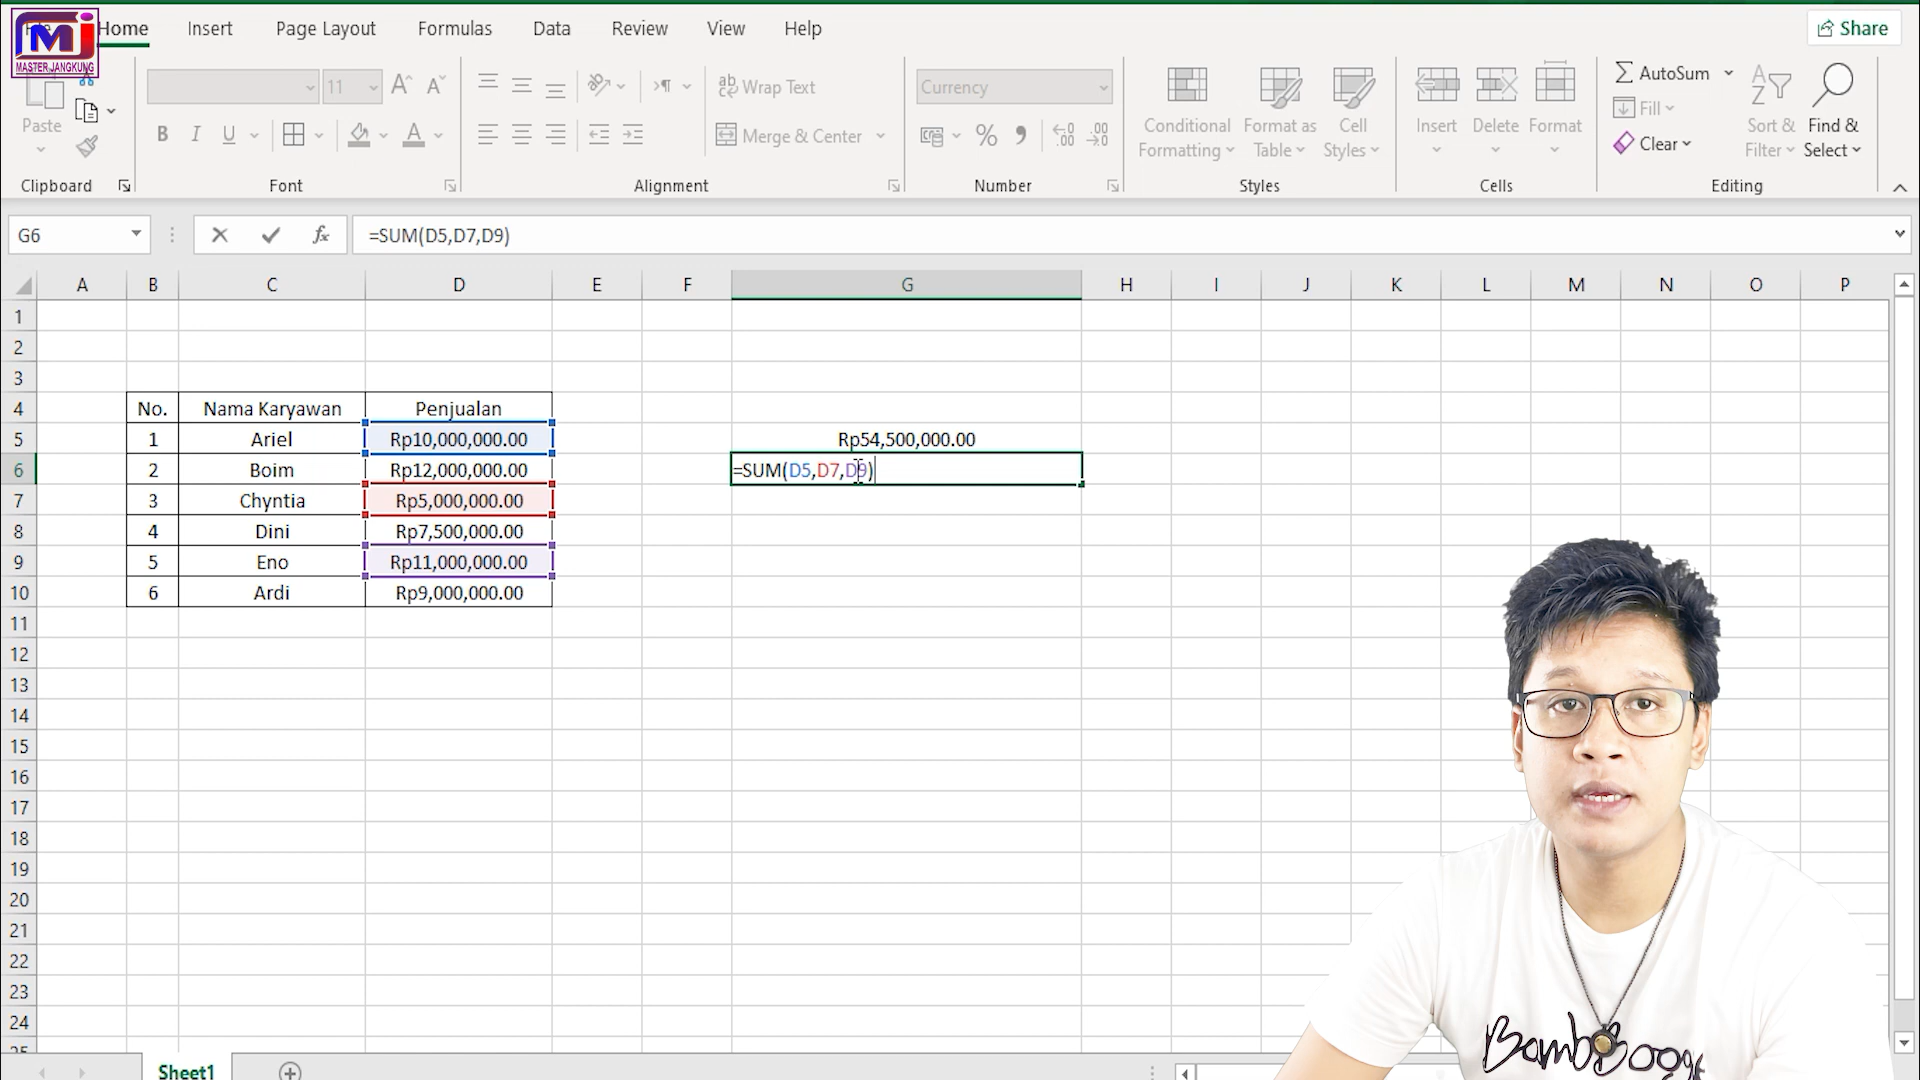 MJ
MASTER JANGKUNG
Home Insert Page Layout Formulas Data Review View Help Share
Paste
11
Wrap Text
Merge & Center
Currency
Conditional Formatting
Format as Table
Cell Styles
Insert
Delete
Format
AutoSum
Fill
Clear
Sort & Filter
Find & Select
Clipboard Font Alignment Number Styles Cells Editing
G6 fx =SUM(D5,D7,D9)
A B C D E F G H I J K L M N O P
1
2
3
4 No. Nama Karyawan Penjualan
5 1 Ariel Rp10,000,000.00 Rp54,500,000.00
6 2 Boim Rp12,000,000.00 =SUM(D5,D7,D9)
7 3 Chyntia Rp5,000,000.00
8 4 Dini Rp7,500,000.00
9 5 Eno Rp11,000,000.00
10 6 Ardi Rp9,000,000.00
11
12
13
14
15
16
17
18
19
20
21
22
23
24
25
Sheet1